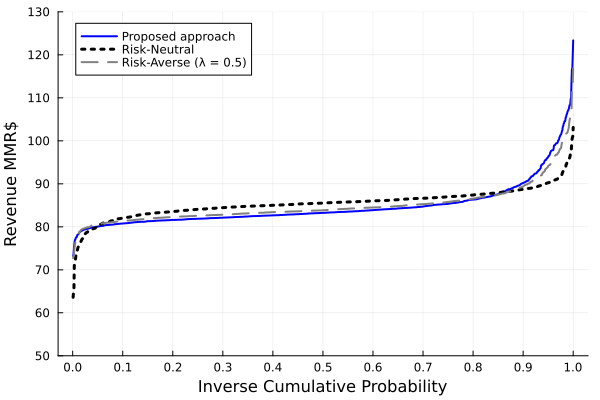 130
120
110
100
90
80
70
60
50
Revenue MMR$
Proposed approach
Risk-Neutral
Risk-Averse (λ = 0.5)
0.0 0.1 0.2 0.3 0.4 0.5 0.6 0.7 0.8 0.9 1.0
Inverse Cumulative Probability